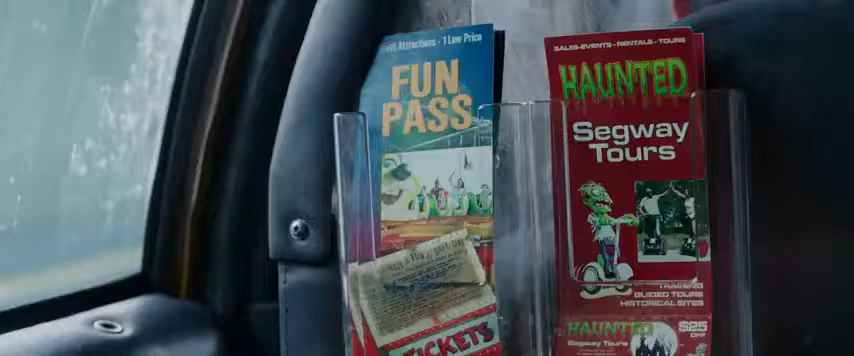 Attractions - 1 Low Price
FUN
PASS
TICKETS
SALES-EVENTS - RENTALS - TOURS
HAUNTED
Segway
Tours
TRAINING
GUIDED TOURS
HISTORICAL SITES
HAUNTED
Segway Tours
$25
OFF